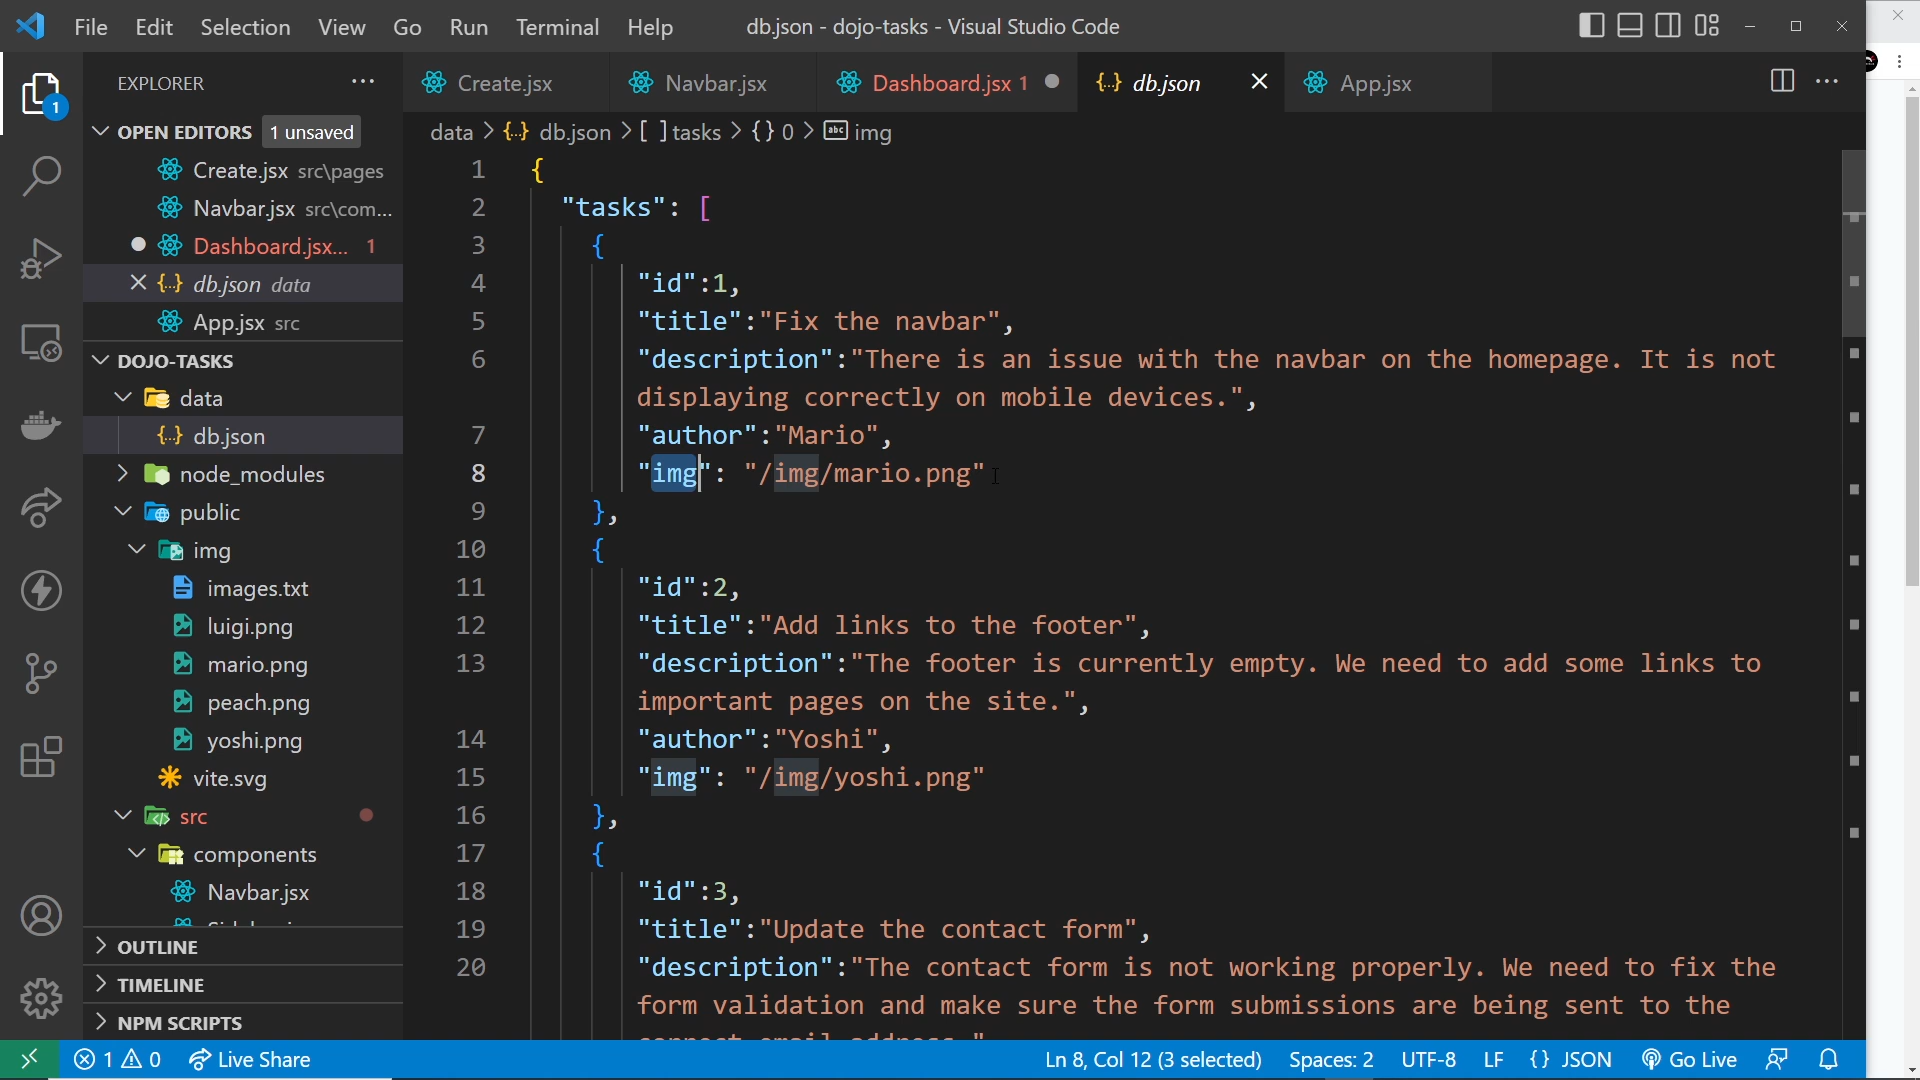 File Edit Selection View Go Run Terminal Help
db.json - dojo-tasks - Visual Studio Code
EXPLORER
OPEN EDITORS 1 unsaved
Create.jsx src\pages
Navbar.jsx src\com...
Dashboard.jsx... 1
{..} db.json data
App.jsx src
DOJO-TASKS
data
{..} db.json
node_modules
public
img
images.txt
luigi.png
mario.png
peach.png
yoshi.png
vite.svg
src
components
Navbar.jsx
OUTLINE
TIMELINE
NPM SCRIPTS
1
Create.jsx Navbar.jsx Dashboard.jsx 1 {..} db.json App.jsx
data > {..} db.json > [ ] tasks > {} 0 > abc img
1 {
2 "tasks": [
3 {
4 "id":1,
5 "title":"Fix the navbar",
6 "description":"There is an issue with the navbar on the homepage. It is not
displaying correctly on mobile devices.",
7 "author":"Mario",
8 "img": "/img/mario.png"
9 },
10 {
11 "id":2,
12 "title":"Add links to the footer",
13 "description":"The footer is currently empty. We need to add some links to
important pages on the site.",
14 "author":"Yoshi",
15 "img": "/img/yoshi.png"
16 },
17 {
18 "id":3,
19 "title":"Update the contact form",
20 "description":"The contact form is not working properly. We need to fix the
form validation and make sure the form submissions are being sent to the
1 0 Live Share Ln 8, Col 12 (3 selected) Spaces: 2 UTF-8 LF {} JSON Go Live